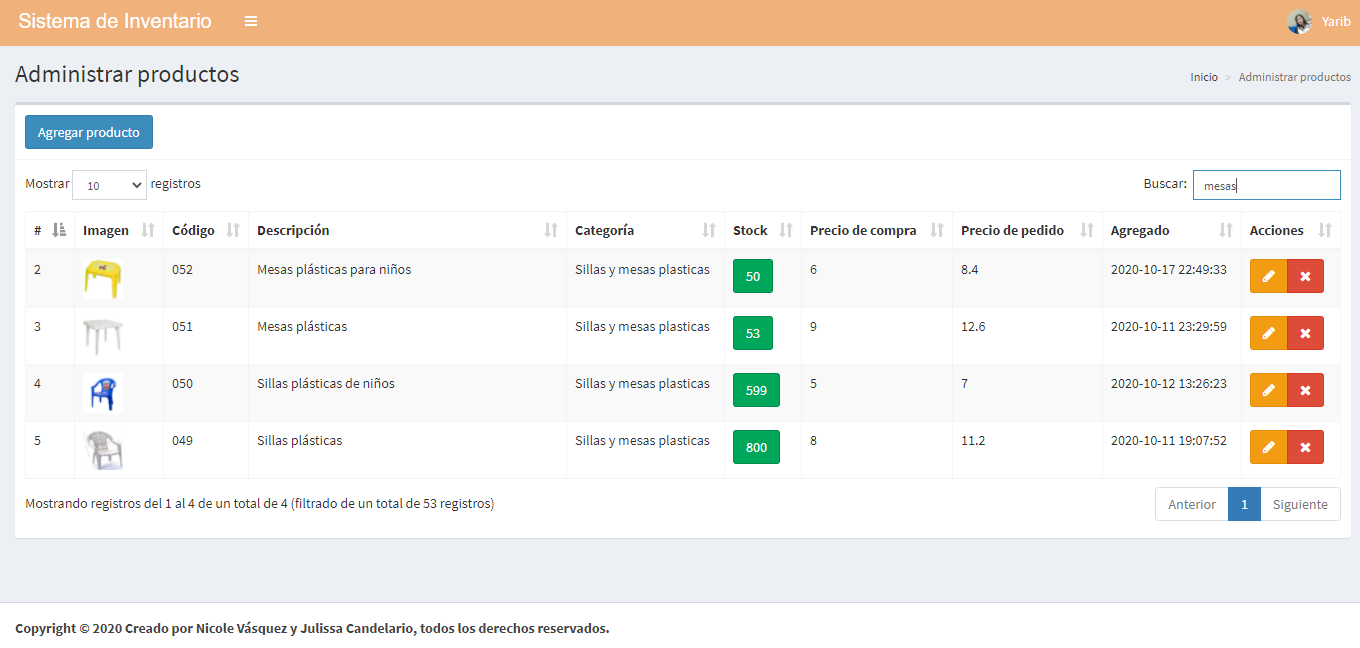 Sistema de Inventario Yarib
Administrar productos
Inicio > Administrar productos
Agregar producto
Mostrar 10 registros Buscar: mesas
# Imagen Código Descripción Categoría Stock Precio de compra Precio de pedido Agregado Acciones
2 052 Mesas plásticas para niños Sillas y mesas plasticas 50 6 8.4 2020-10-17 22:49:33
3 051 Mesas plásticas Sillas y mesas plasticas 53 9 12.6 2020-10-11 23:29:59
4 050 Sillas plásticas de niños Sillas y mesas plasticas 599 5 7 2020-10-12 13:26:23
5 049 Sillas plásticas Sillas y mesas plasticas 800 8 11.2 2020-10-11 19:07:52
Mostrando registros del 1 al 4 de un total de 4 (filtrado de un total de 53 registros) Anterior 1 Siguiente
Copyright © 2020 Creado por Nicole Vásquez y Julissa Candelario, todos los derechos reservados.